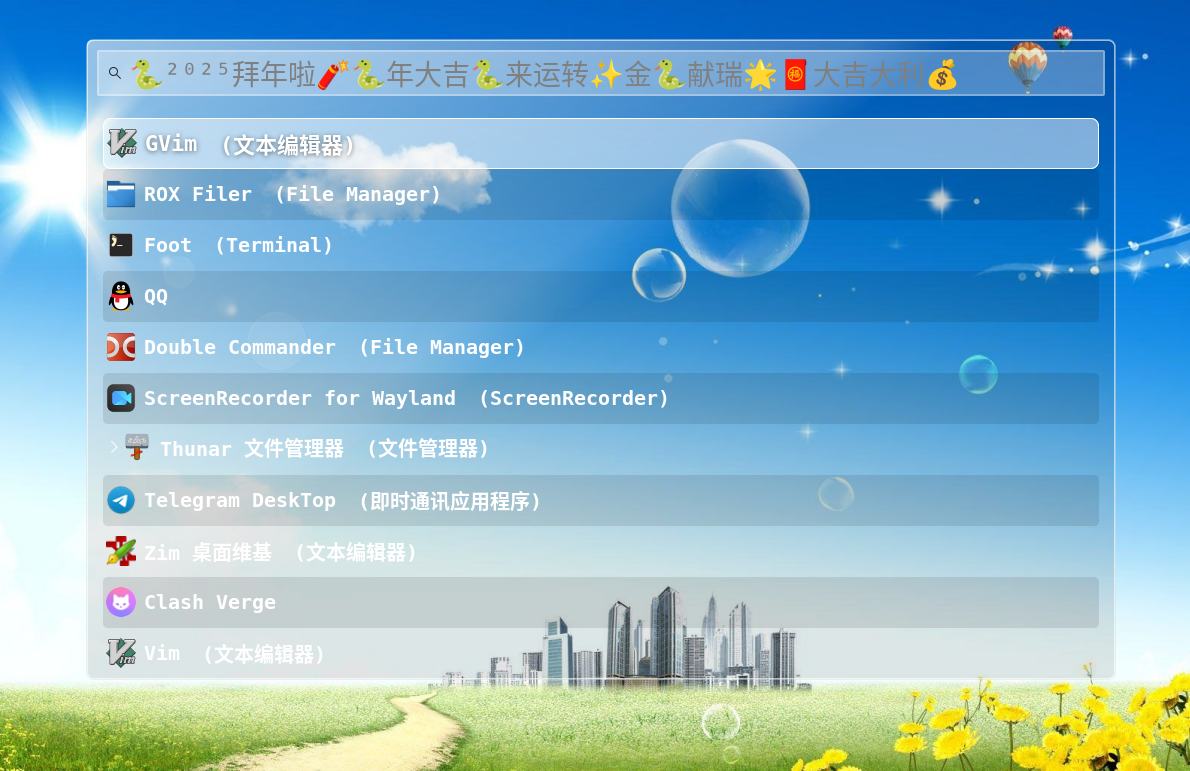 🐍²⁰²⁵拜年啦🧨🐍年大吉🐍来运转✨金🐍献瑞🌟🧧大吉大利💰
GVim (文本编辑器)
ROX Filer (File Manager)
Foot (Terminal)
QQ
Double Commander (File Manager)
ScreenRecorder for Wayland (ScreenRecorder)
Thunar 文件管理器 (文件管理器)
Telegram DeskTop (即时通讯应用程序)
Zim 桌面维基 (文本编辑器)
Clash Verge
Vim (文本编辑器)